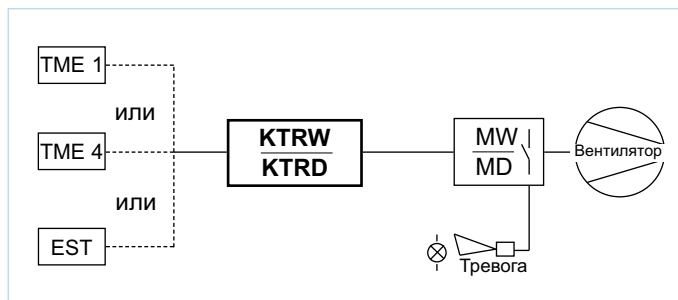 TME 1
или
TME 4
или
EST
KTRW
KTRD
MW
MD
Вентилятор
Тревога